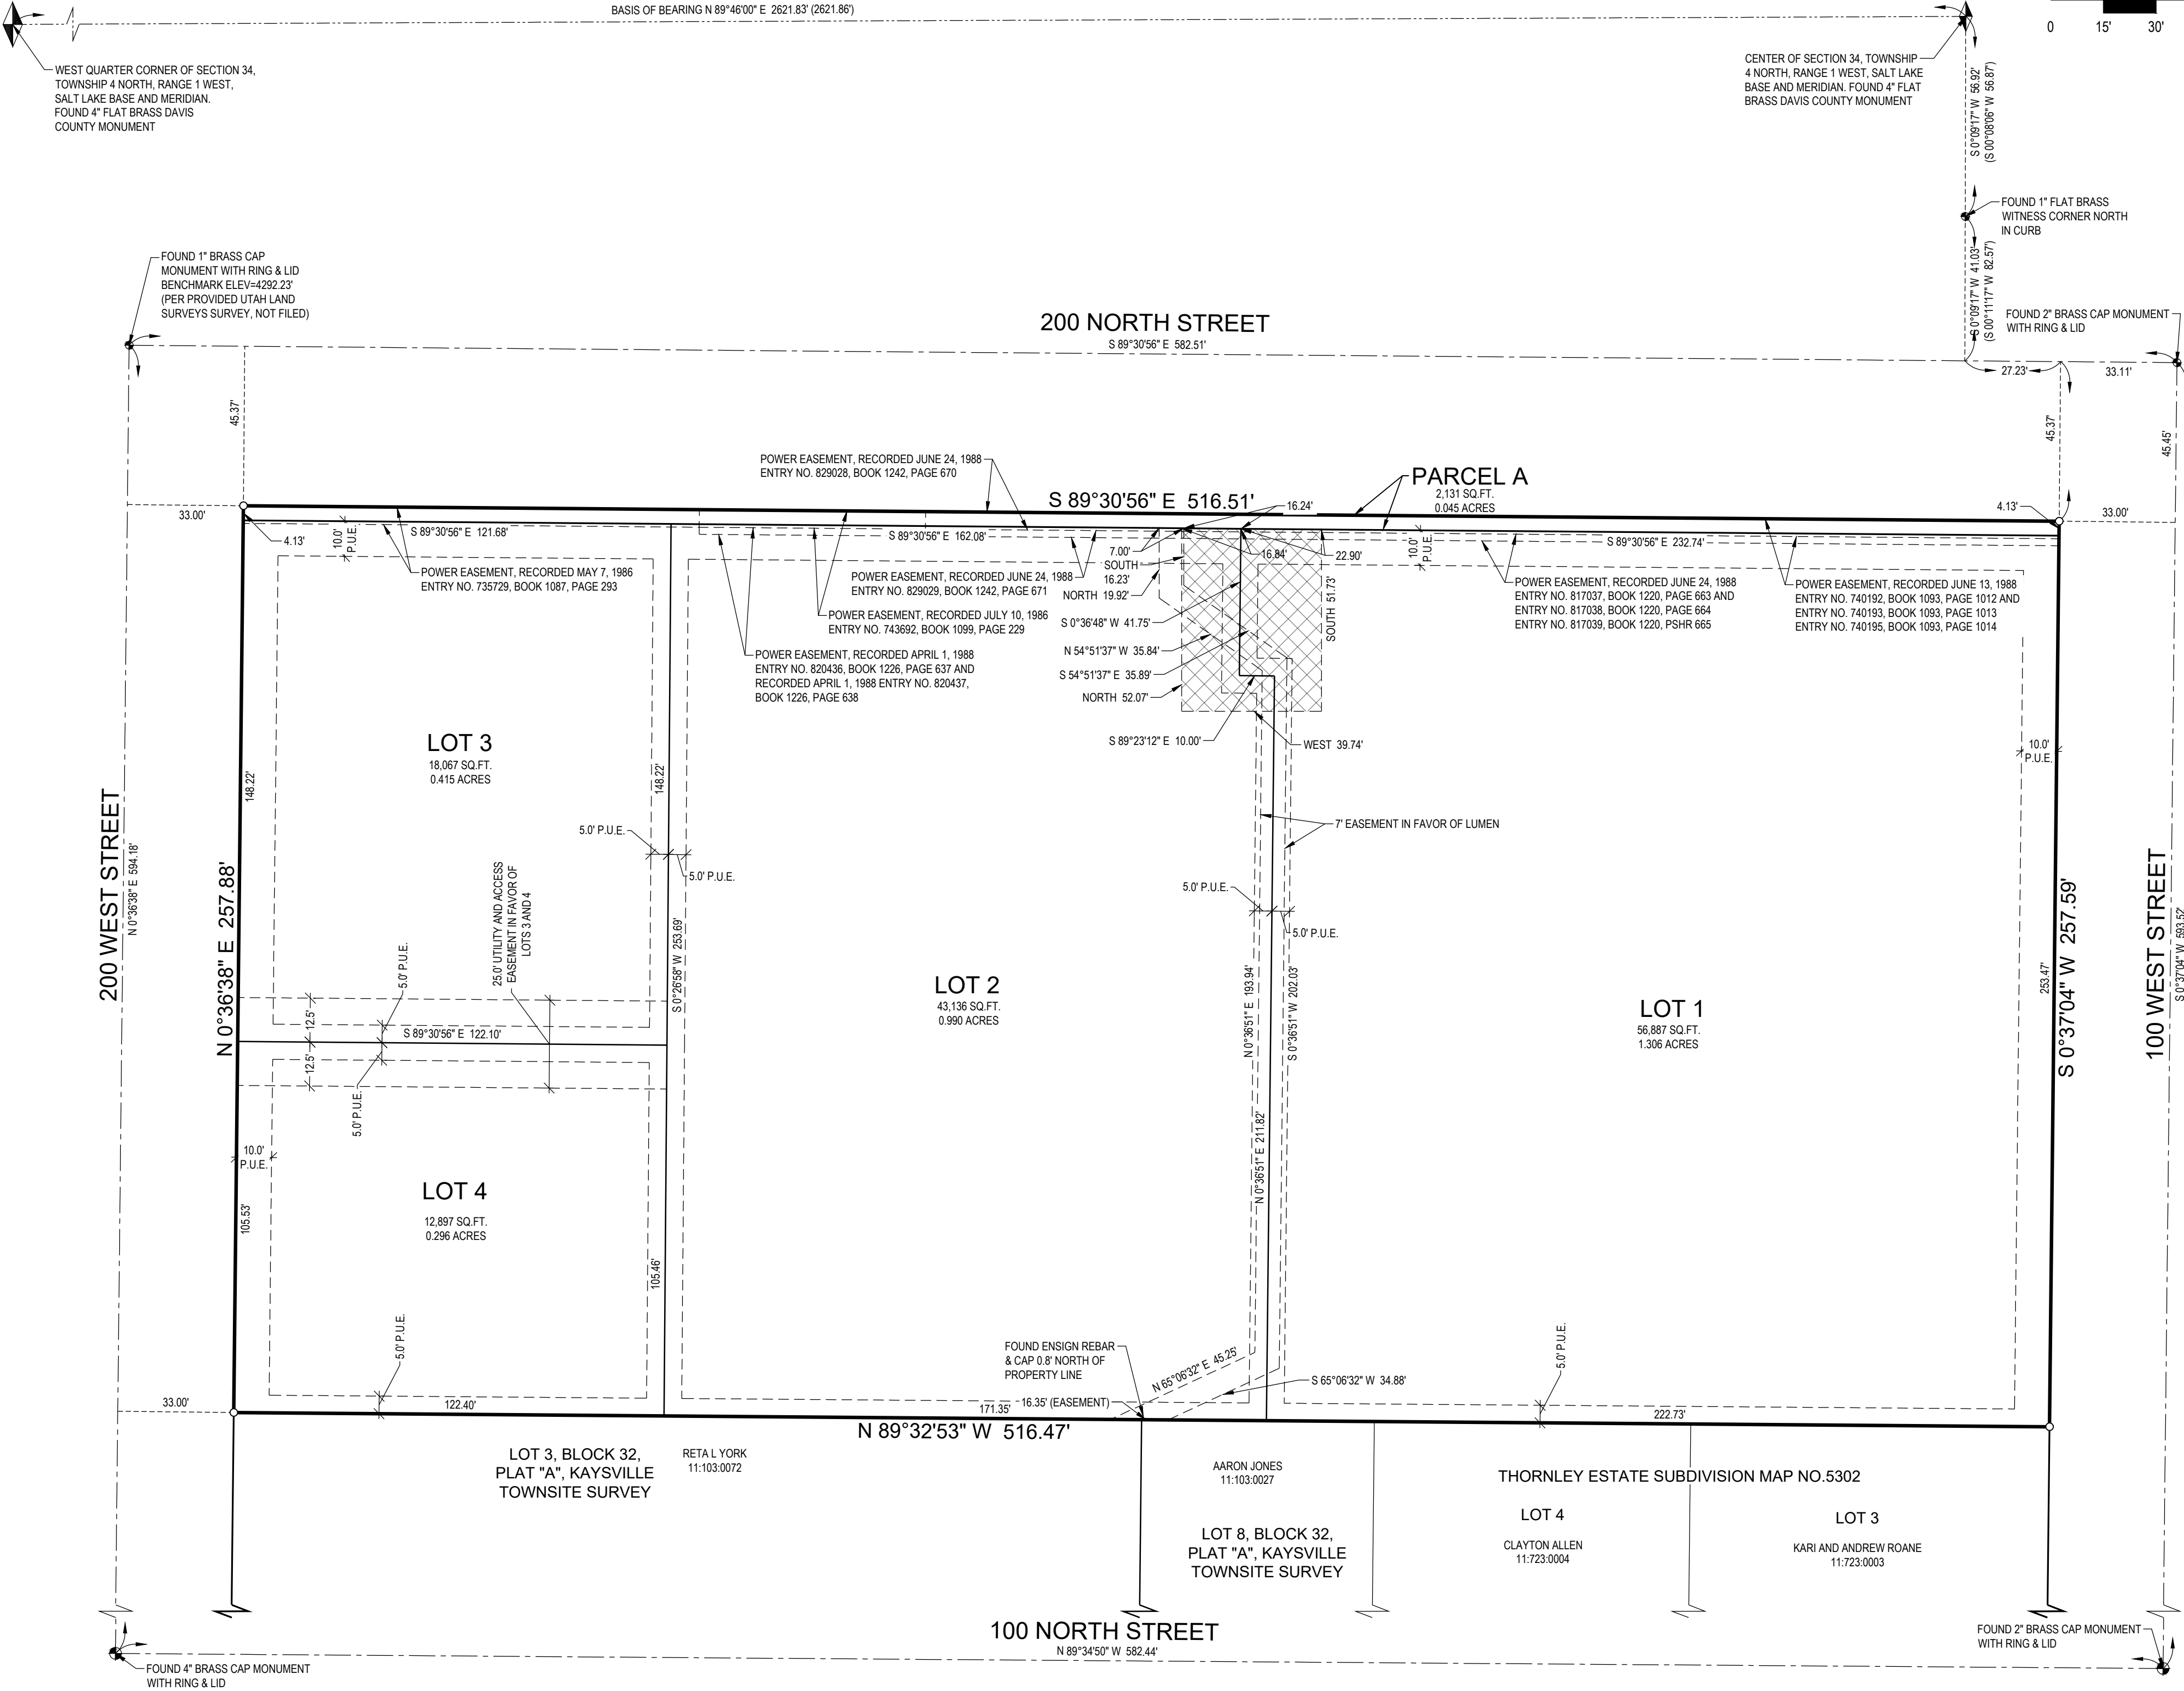 BASIS OF BEARING N 89°46'00" E 2621.83' (2621.86')
0 15' 30'
WEST QUARTER CORNER OF SECTION 34,
TOWNSHIP 4 NORTH, RANGE 1 WEST,
SALT LAKE BASE AND MERIDIAN.
FOUND 4" FLAT BRASS DAVIS
COUNTY MONUMENT
CENTER OF SECTION 34, TOWNSHIP
4 NORTH, RANGE 1 WEST, SALT LAKE
BASE AND MERIDIAN. FOUND 4" FLAT
BRASS DAVIS COUNTY MONUMENT
S 0°09'17" W 56.92'
(S 00°08'06" W 56.87')
FOUND 1" FLAT BRASS
WITNESS CORNER NORTH
IN CURB
S 0°09'17" W 41.03'
(S 00°11'17" W 82.57')
FOUND 1" BRASS CAP
MONUMENT WITH RING & LID
BENCHMARK ELEV=4292.23'
(PER PROVIDED UTAH LAND
SURVEYS SURVEY, NOT FILED)
FOUND 2" BRASS CAP MONUMENT
WITH RING & LID
200 NORTH STREET
S 89°30'56" E 582.51'
27.23'
33.11'
45.37'
45.37'
45.45'
POWER EASEMENT, RECORDED JUNE 24, 1988
ENTRY NO. 829028, BOOK 1242, PAGE 670
PARCEL A
2,131 SQ.FT.
0.045 ACRES
S 89°30'56" E 516.51'
16.24'
4.13'
33.00'
33.00'
4.13'
10.0'
P.U.E.
S 89°30'56" E 121.68'
S 89°30'56" E 162.08'
S 89°30'56" E 232.74'
7.00'
16.84'
22.90'
10.0'
P.U.E.
SOUTH
16.23'
NORTH 19.92'
POWER EASEMENT, RECORDED MAY 7, 1986
ENTRY NO. 735729, BOOK 1087, PAGE 293
POWER EASEMENT, RECORDED JUNE 24, 1988
ENTRY NO. 829029, BOOK 1242, PAGE 671
POWER EASEMENT, RECORDED JULY 10, 1986
ENTRY NO. 743692, BOOK 1099, PAGE 229
POWER EASEMENT, RECORDED APRIL 1, 1988
ENTRY NO. 820436, BOOK 1226, PAGE 637 AND
RECORDED APRIL 1, 1988 ENTRY NO. 820437,
BOOK 1226, PAGE 638
POWER EASEMENT, RECORDED JUNE 24, 1988
ENTRY NO. 817037, BOOK 1220, PAGE 663 AND
ENTRY NO. 817038, BOOK 1220, PAGE 664
ENTRY NO. 817039, BOOK 1220, PSHR 665
POWER EASEMENT, RECORDED JUNE 13, 1988
ENTRY NO. 740192, BOOK 1093, PAGE 1012 AND
ENTRY NO. 740193, BOOK 1093, PAGE 1013
ENTRY NO. 740195, BOOK 1093, PAGE 1014
S 0°36'48" W 41.75'
N 54°51'37" W 35.84'
S 54°51'37" E 35.89'
NORTH 52.07'
SOUTH 51.73'
S 89°23'12" E 10.00'
WEST 39.74'
LOT 3
18,067 SQ.FT.
0.415 ACRES
148.22'
148.22'
10.0'
P.U.E.
7' EASEMENT IN FAVOR OF LUMEN
5.0' P.U.E.
5.0' P.U.E.
5.0' P.U.E.
5.0' P.U.E.
200 WEST STREET
N 0°36'38" E 594.18'
N 0°36'38" E 257.88'
25.0' UTILITY AND ACCESS
EASEMENT IN FAVOR OF
LOTS 3 AND 4
5.0' P.U.E.
S 0°26'58" W 253.69'
12.5'
S 89°30'56" E 122.10'
12.5'
5.0' P.U.E.
LOT 2
43,136 SQ.FT.
0.990 ACRES
N 0°36'51" E 193.94'
S 0°36'51" W 202.03'
N 0°36'51" E 211.82'
LOT 1
56,887 SQ.FT.
1.306 ACRES
253.47'
S 0°37'04" W 257.59'
100 WEST STREET
S 0°37'04" W 593.52'
10.0'
P.U.E.
LOT 4
12,897 SQ.FT.
0.296 ACRES
105.53'
105.46'
5.0' P.U.E.
5.0' P.U.E.
FOUND ENSIGN REBAR
& CAP 0.8' NORTH OF
PROPERTY LINE
N 65°06'32" E 45.25'
S 65°06'32" W 34.88'
33.00'
122.40'
171.35'
16.35' (EASEMENT)
222.73'
N 89°32'53" W 516.47'
LOT 3, BLOCK 32,
PLAT "A", KAYSVILLE
TOWNSITE SURVEY
RETA L YORK
11:103:0072
AARON JONES
11:103:0027
LOT 8, BLOCK 32,
PLAT "A", KAYSVILLE
TOWNSITE SURVEY
THORNLEY ESTATE SUBDIVISION MAP NO.5302
LOT 4
CLAYTON ALLEN
11:723:0004
LOT 3
KARI AND ANDREW ROANE
11:723:0003
100 NORTH STREET
N 89°34'50" W 582.44'
FOUND 4" BRASS CAP MONUMENT
WITH RING & LID
FOUND 2" BRASS CAP MONUMENT
WITH RING & LID